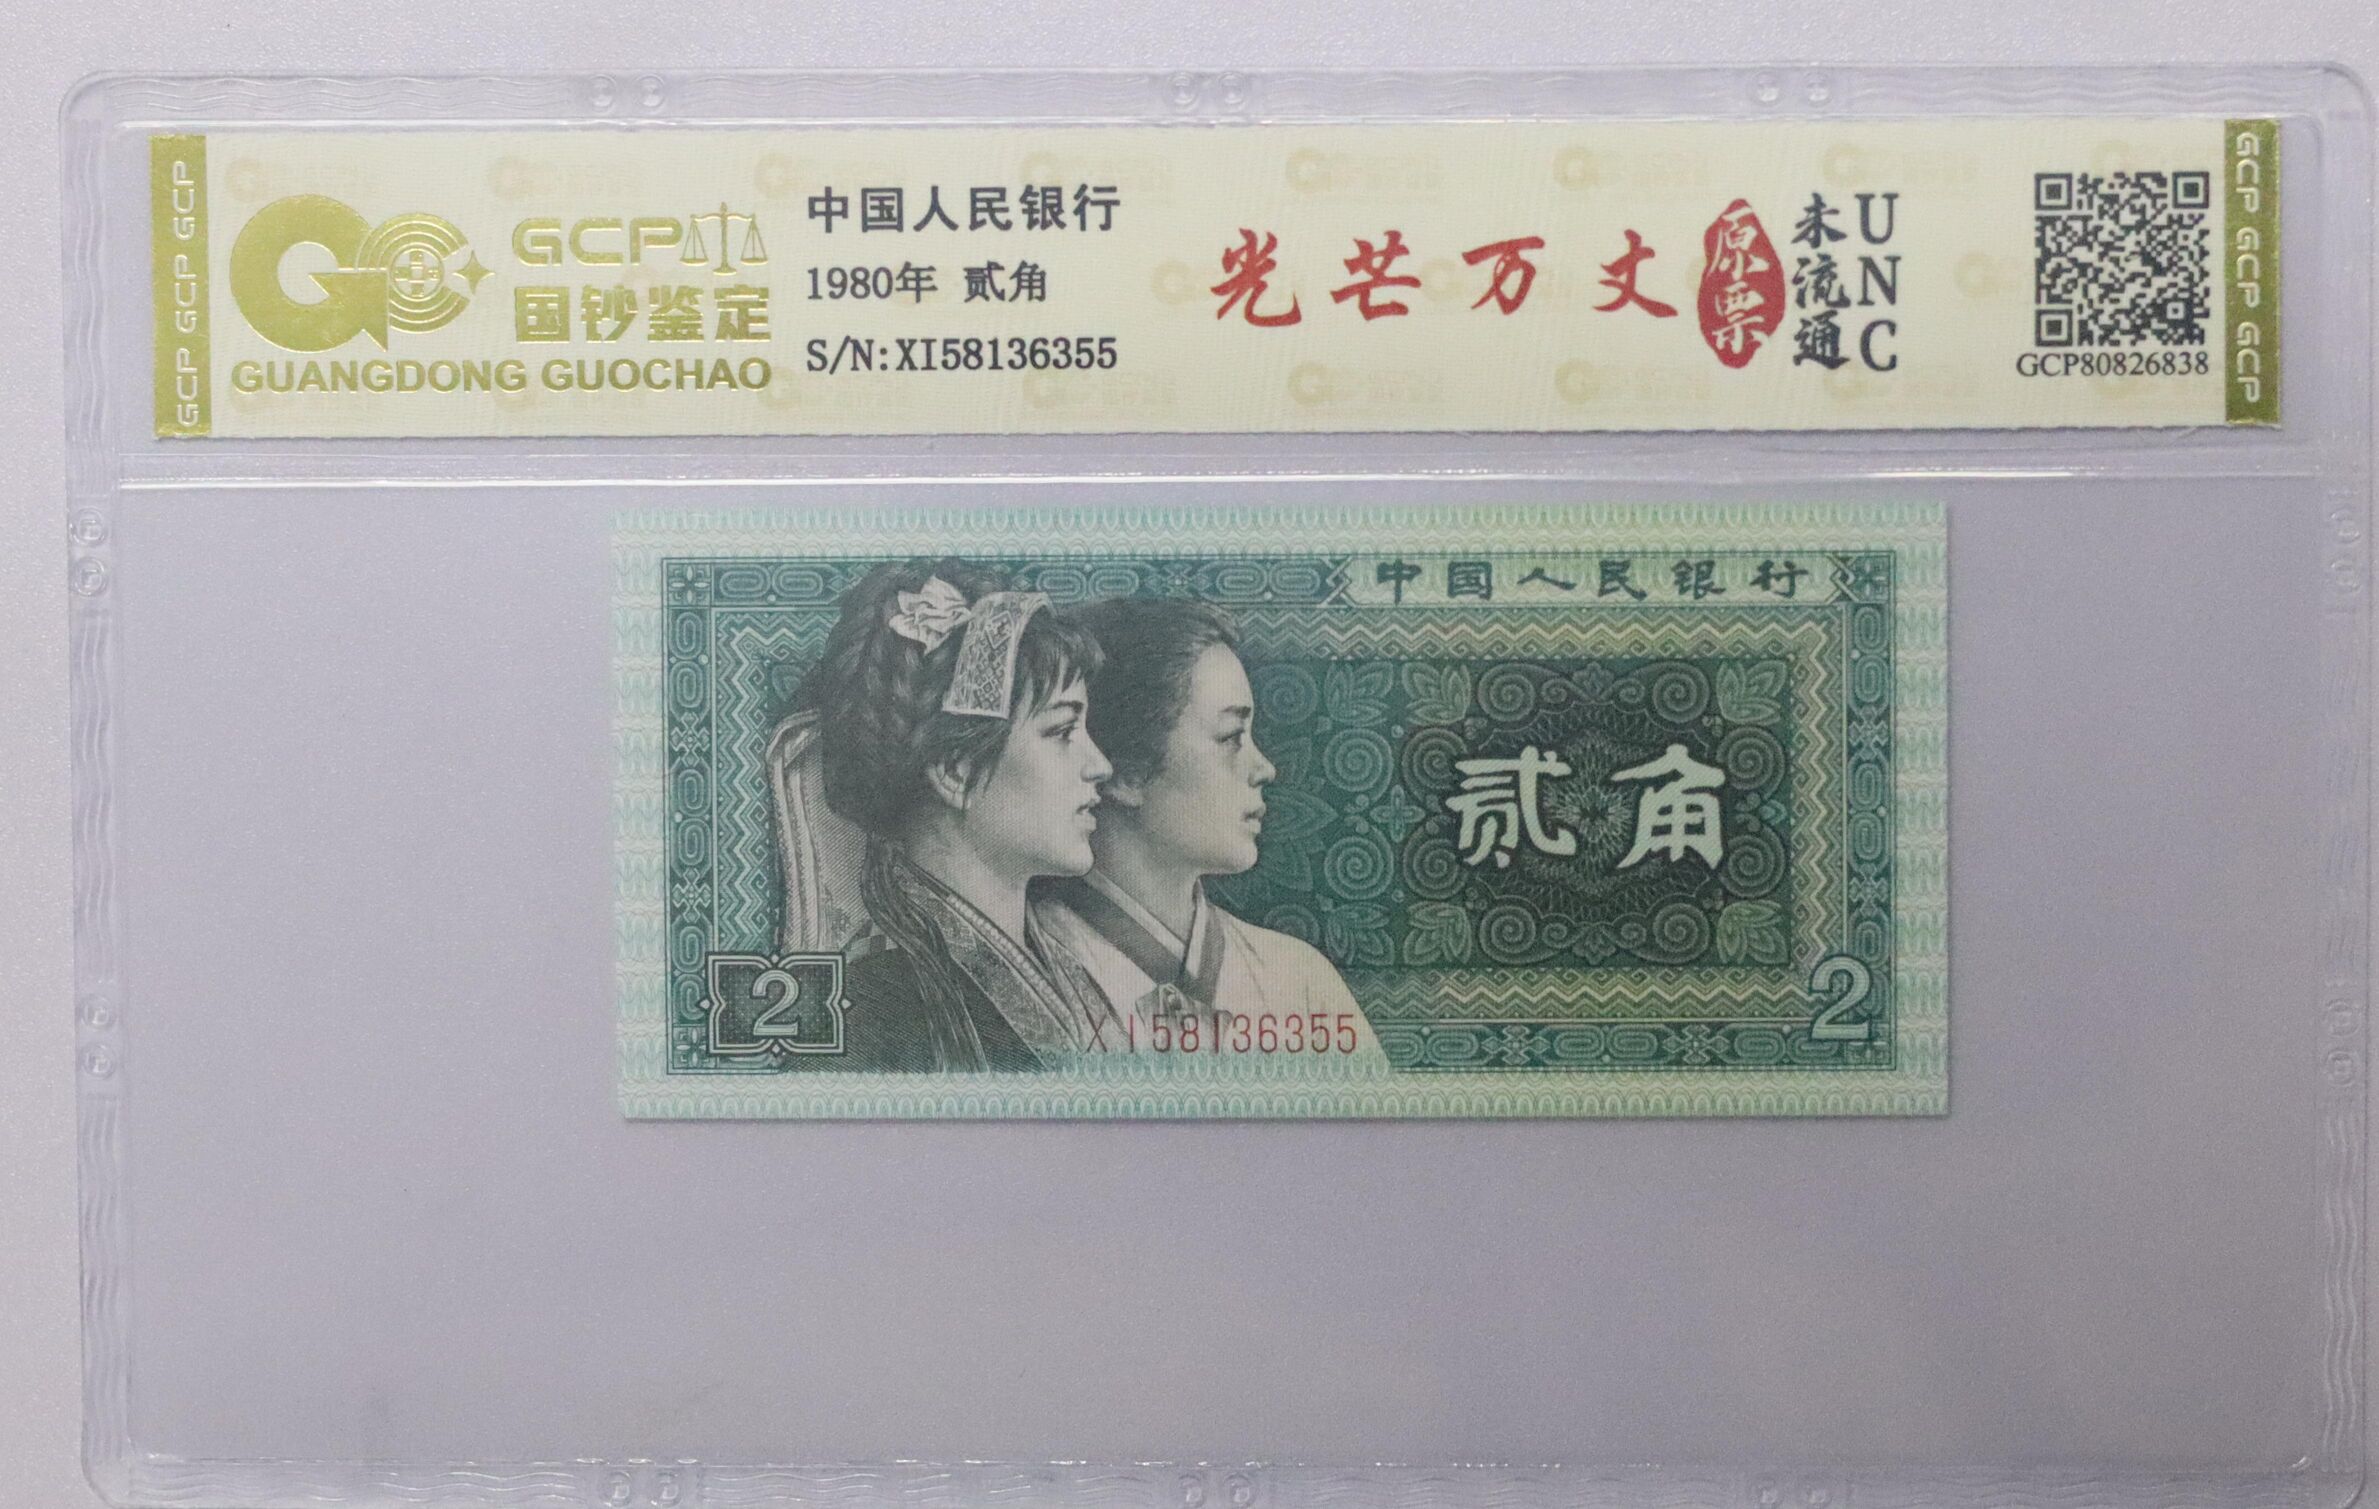 GCP GCP GCP
GCP
国钞鉴定
GUANGDONG GUOCHAO
中国人民银行
1980年 贰角
S/N:XI58136355
光芒万丈
原票
未流通
UNC
GCP80826838
GCP GCP GCP
中国人民银行
贰角
2
XI58136355
2